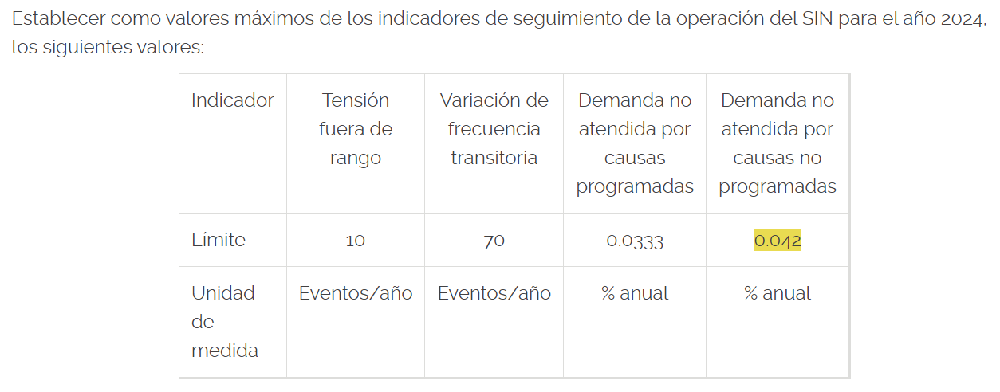 Establecer como valores máximos de los indicadores de seguimiento de la operación del SIN para el año 2024,
los siguientes valores:
Indicador
Tensión
fuera de
rango
Variación de
frecuencia
transitoria
Demanda no
atendida por
causas
programadas
Demanda no
atendida por
causas no
programadas
Límite
10
70
0.0333
0.042
Unidad
de
medida
Eventos/año
Eventos/año
% anual
% anual